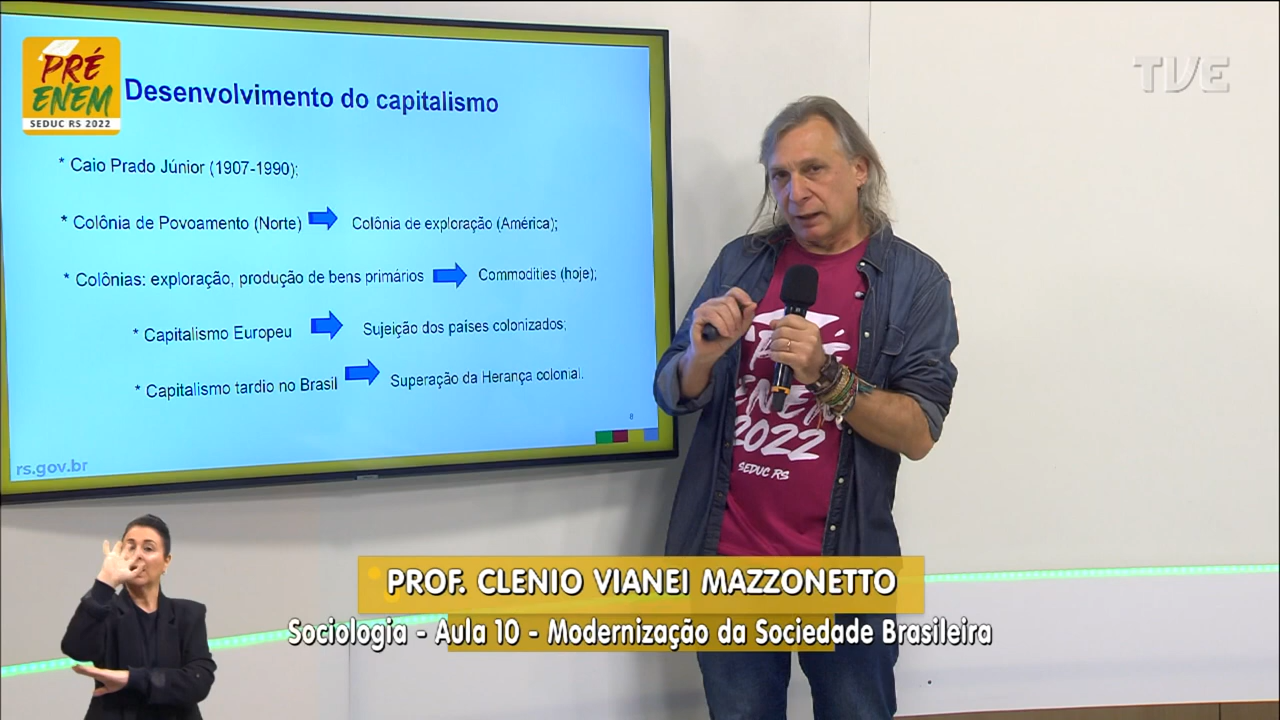 PRÉ
ENEM
SEDUC RS 2022
Desenvolvimento do capitalismo
* Caio Prado Júnior (1907-1990);
* Colônia de Povoamento (Norte) Colônia de exploração (América);
* Colônias: exploração, produção de bens primários Commodities (hoje);
* Capitalismo Europeu Sujeição dos países colonizados;
* Capitalismo tardio no Brasil Superação da Herança colonial.
8
rs.gov.br
TVE
PRÉ
ENEM
2022
SEDUC RS
PROF. CLENIO VIANEI MAZZONETTO
Sociologia - Aula 10 - Modernização da Sociedade Brasileira